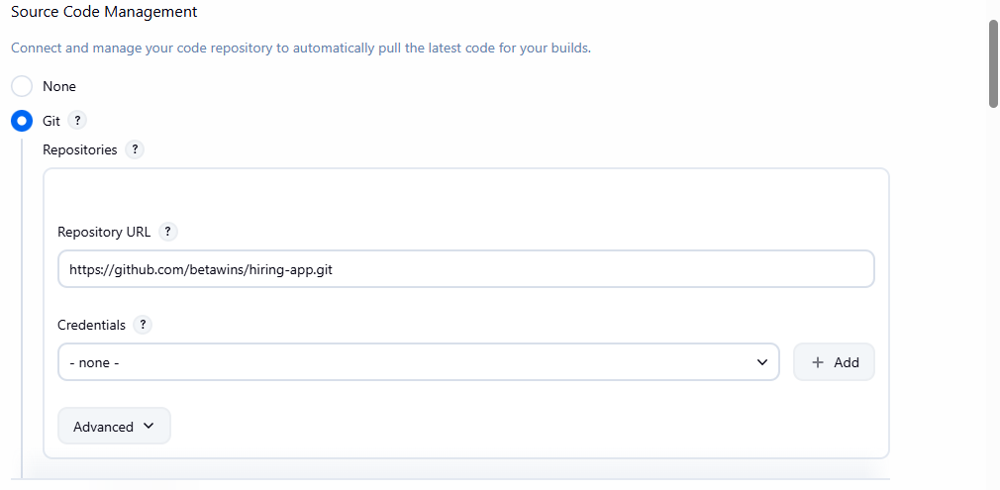 Source Code Management
Connect and manage your code repository to automatically pull the latest code for your builds.
None
Git ?
Repositories ?
Repository URL ?
https://github.com/betawins/hiring-app.git
Credentials ?
- none -
+ Add
Advanced